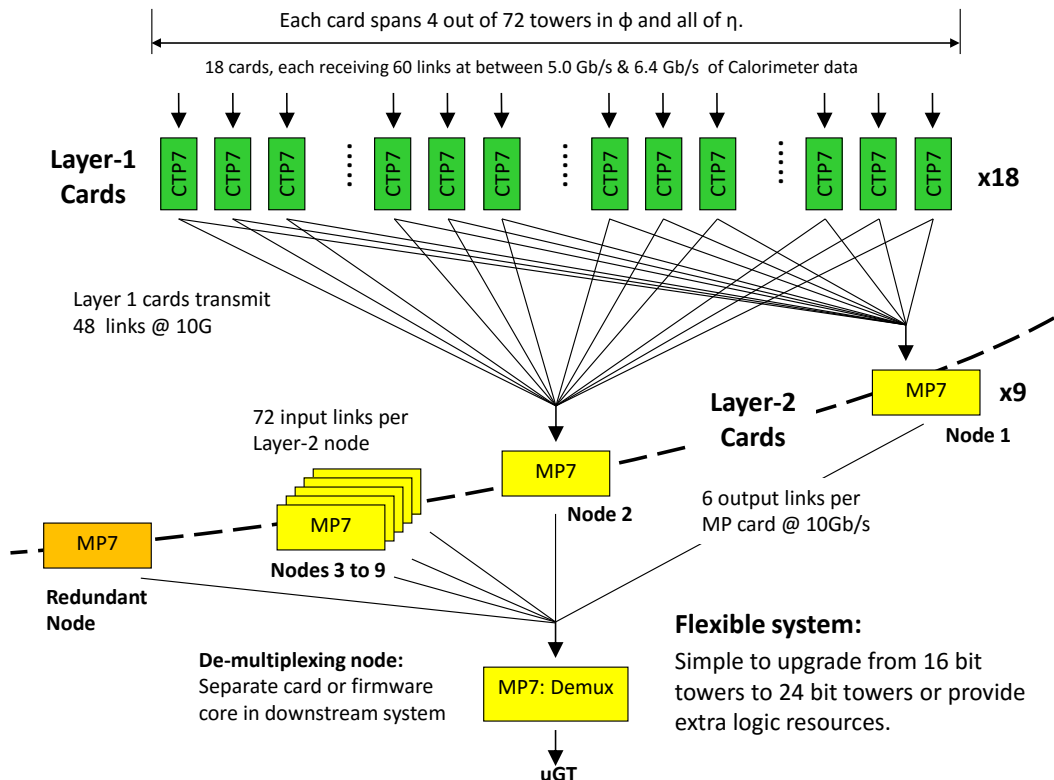 Each card spans 4 out of 72 towers in ϕ and all of η.
18 cards, each receiving 60 links at between 5.0 Gb/s & 6.4 Gb/s of Calorimeter data
Layer-1
Cards
CTP7
CTP7
CTP7
CTP7
CTP7
CTP7
CTP7
CTP7
CTP7
CTP7
CTP7
CTP7
x18
Layer 1 cards transmit
48 links @ 10G
MP7
x9
Node 1
Layer-2
Cards
72 input links per
Layer-2 node
MP7
Node 2
6 output links per
MP card @ 10Gb/s
MP7
Nodes 3 to 9
MP7
Redundant
Node
De-multiplexing node:
Separate card or firmware
core in downstream system
MP7: Demux
uGT
Flexible system:
Simple to upgrade from 16 bit
towers to 24 bit towers or provide
extra logic resources.